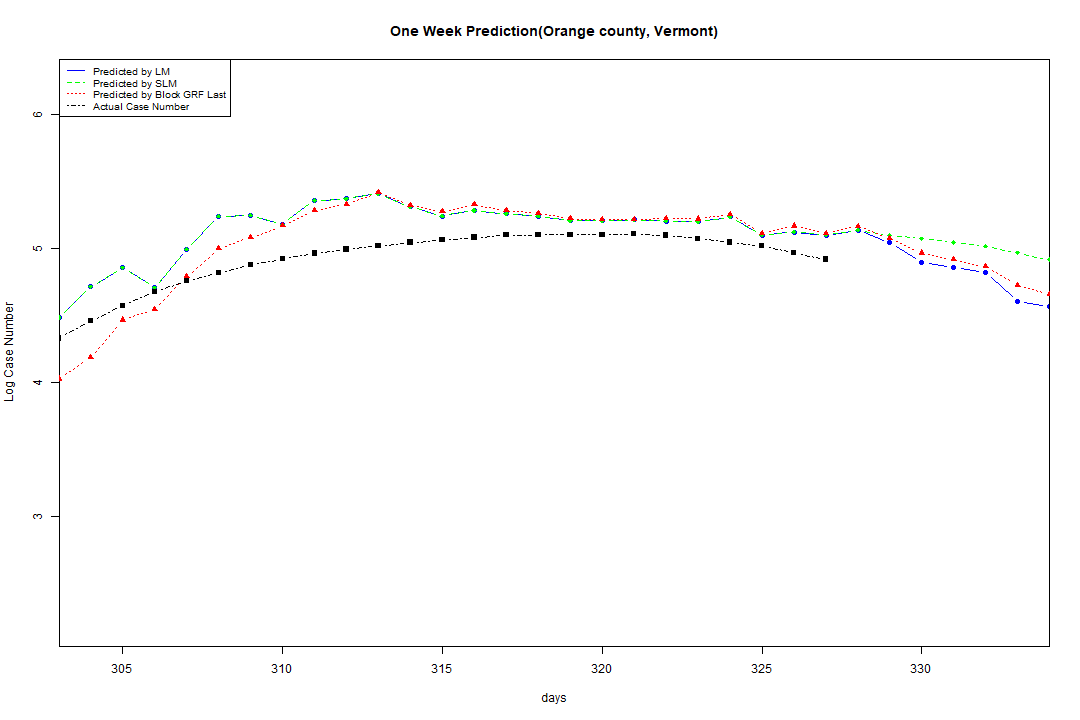 One Week Prediction(Orange county, Vermont)
Predicted by LM
Predicted by SLM
Predicted by Block GRF Last
Actual Case Number
6
5
4
3
Log Case Number
305 310 315 320 325 330
days